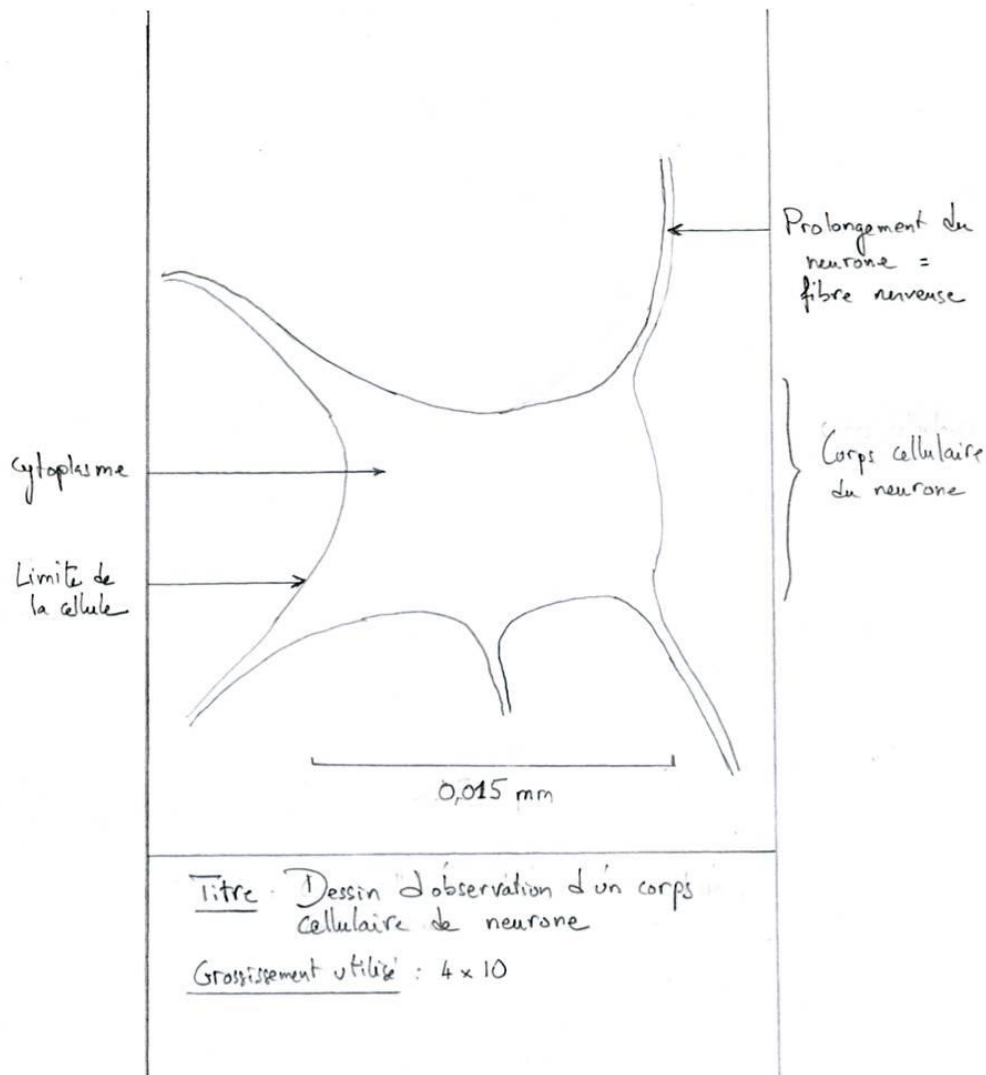 Prolongement du
neurone =
fibre nerveuse
Corps cellulaire
du neurone
cytoplasme
Limite de
la cellule
0,015 mm
Titre : Dessin d'observation d'un corps
cellulaire de neurone
Grossissement utilisé : 4 x 10